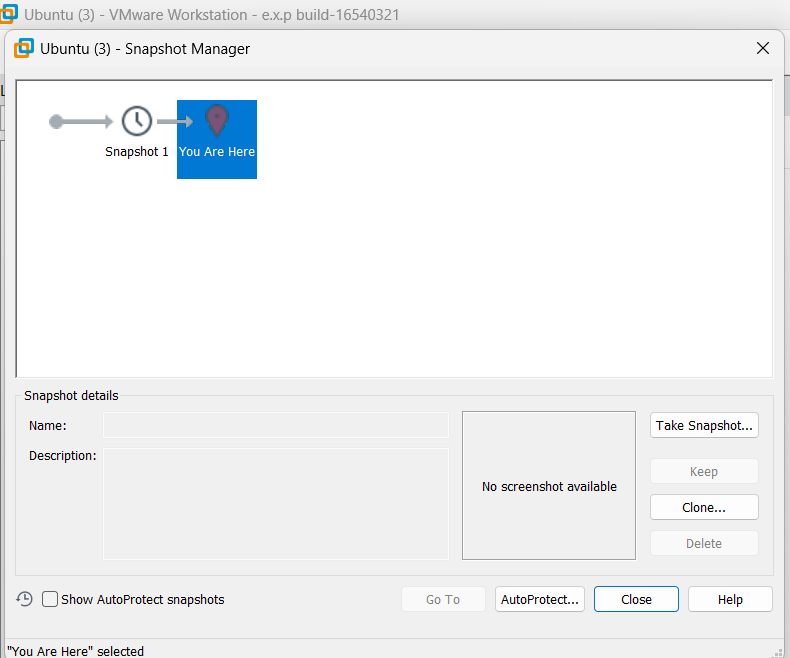 Ubuntu (3) - VMware Workstation - e.x.p build-16540321
Ubuntu (3) - Snapshot Manager
Snapshot 1
You Are Here
Snapshot details
Name:
Take Snapshot...
Description:
Keep
No screenshot available
Clone...
Delete
Show AutoProtect snapshots
Go To
AutoProtect...
Close
Help
"You Are Here" selected